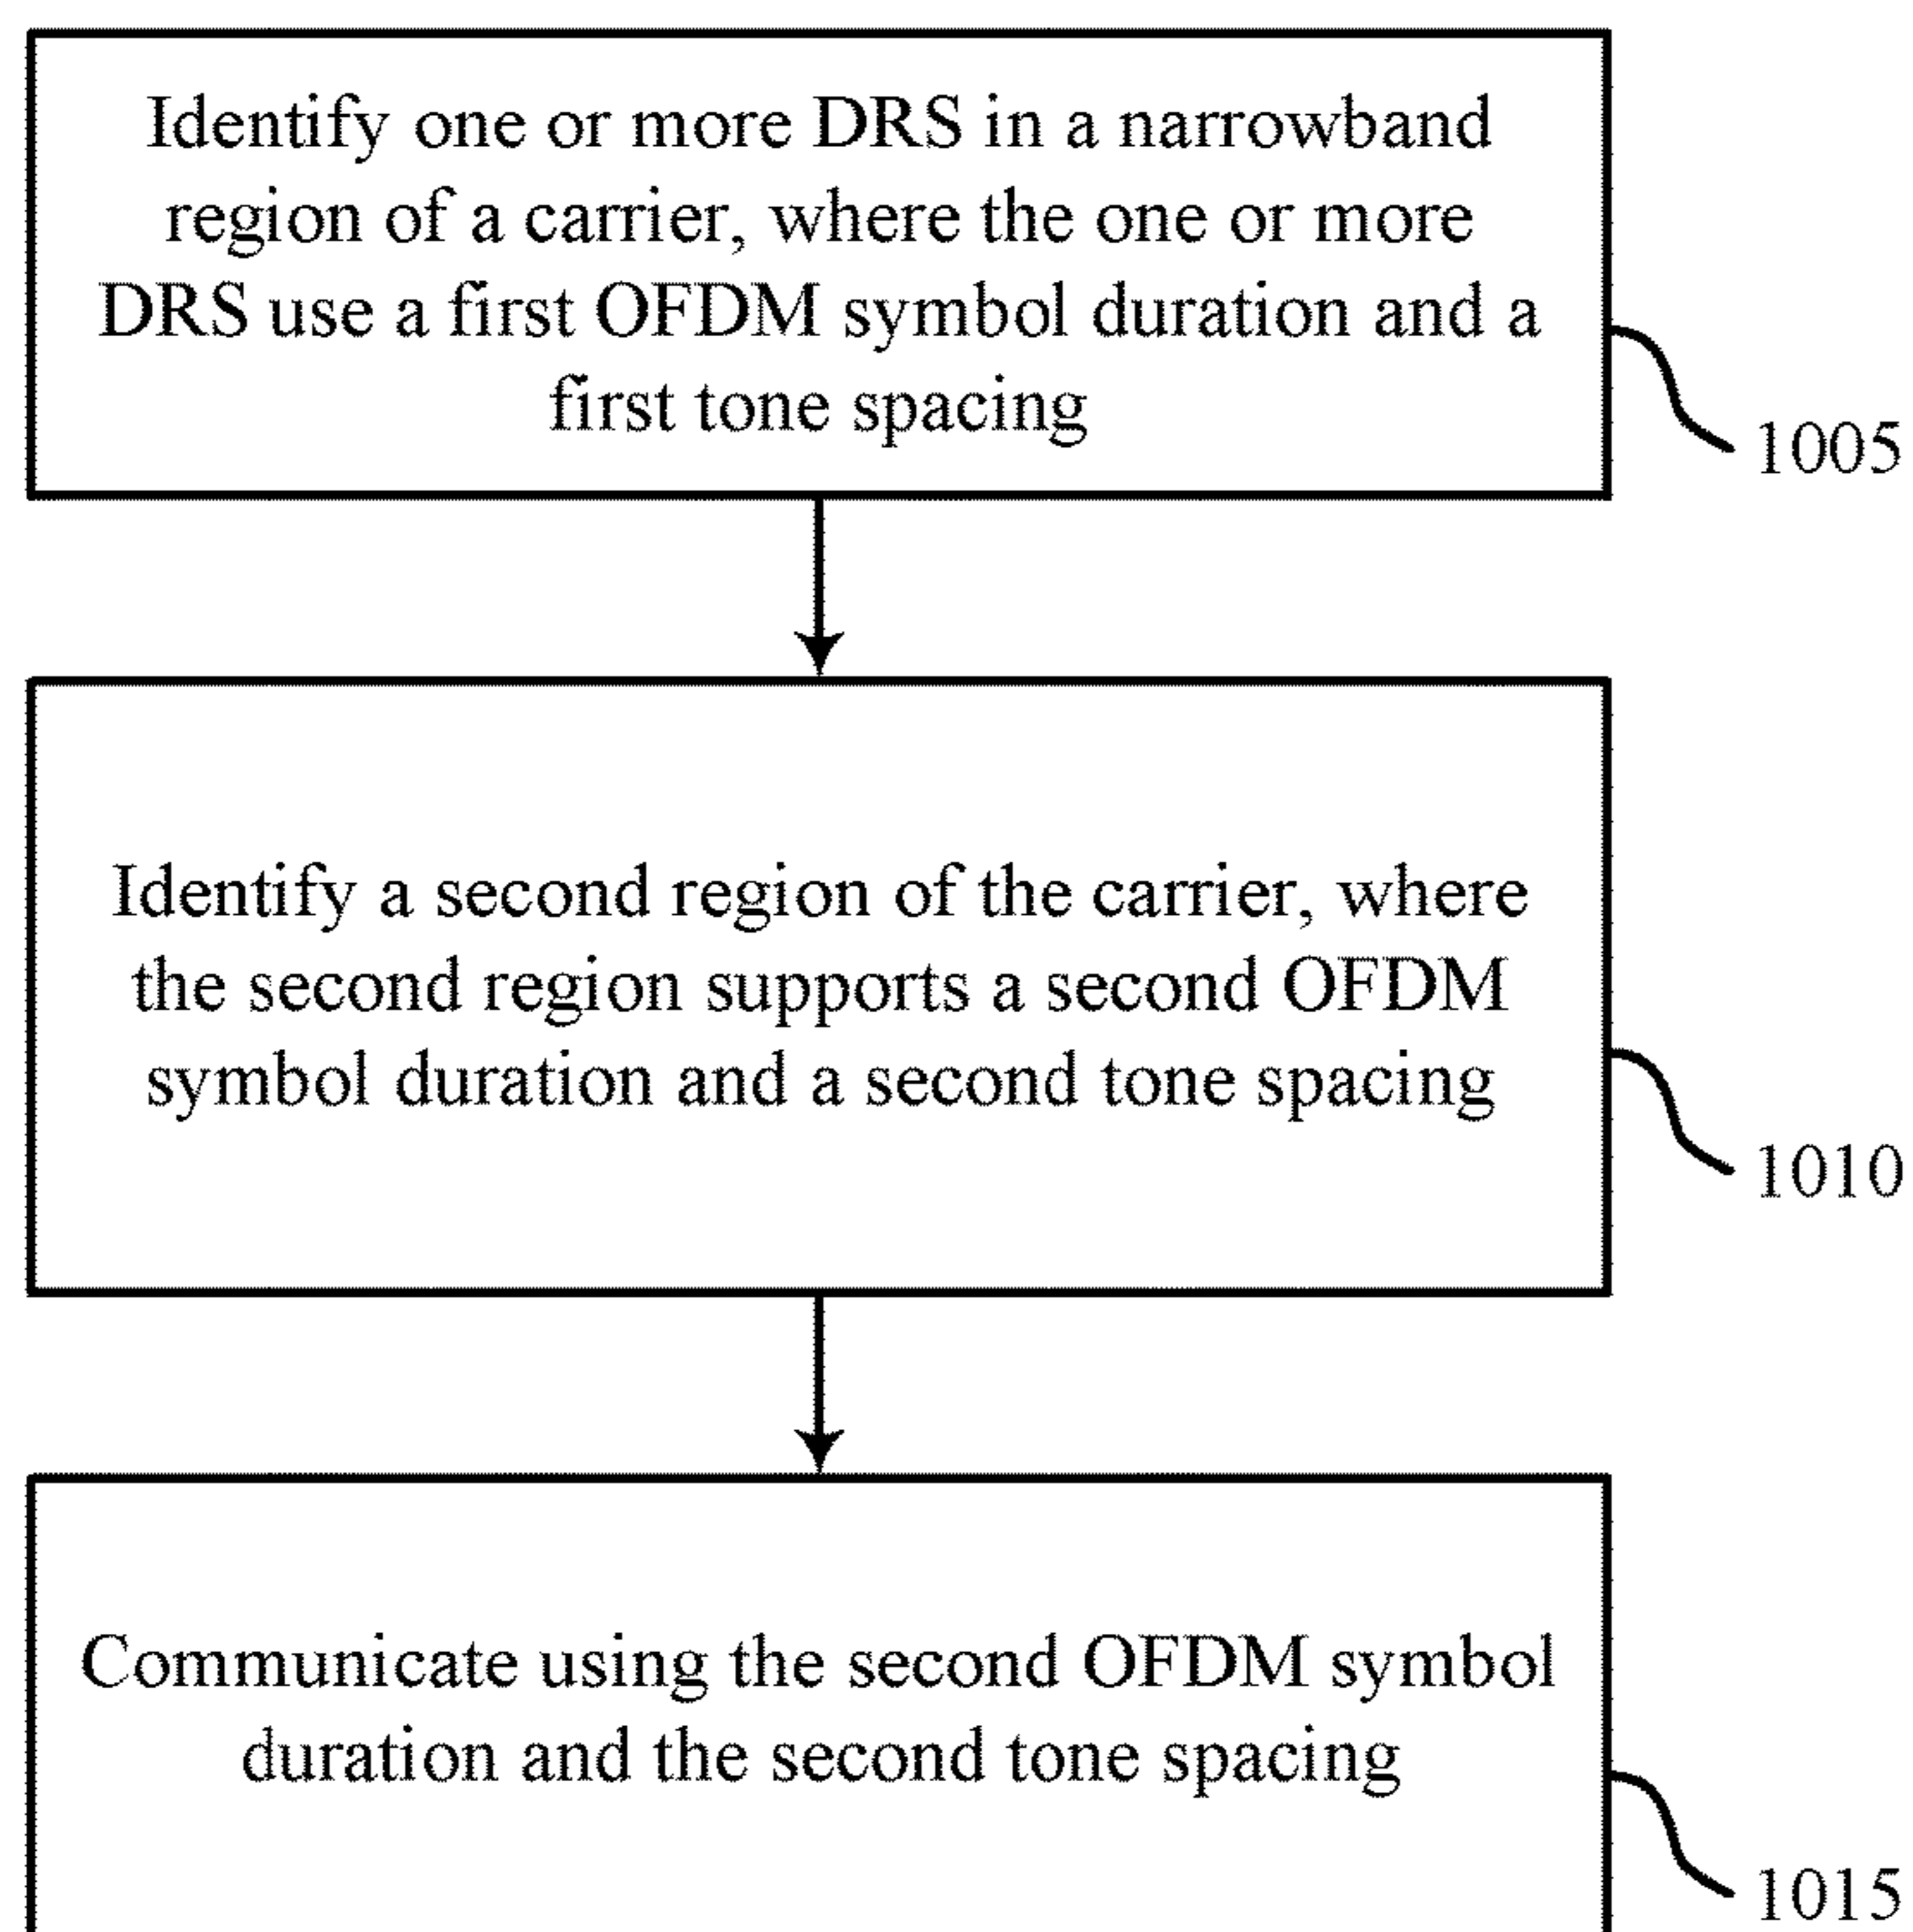 Identify one or more DRS in a narrowband
region of a carrier, where the one or more
DRS use a first OFDM symbol duration and a
first tone spacing
1005
Identify a second region of the carrier, where
the second region supports a second OFDM
symbol duration and a second tone spacing
1010
Communicate using the second OFDM symbol
duration and the second tone spacing
1015